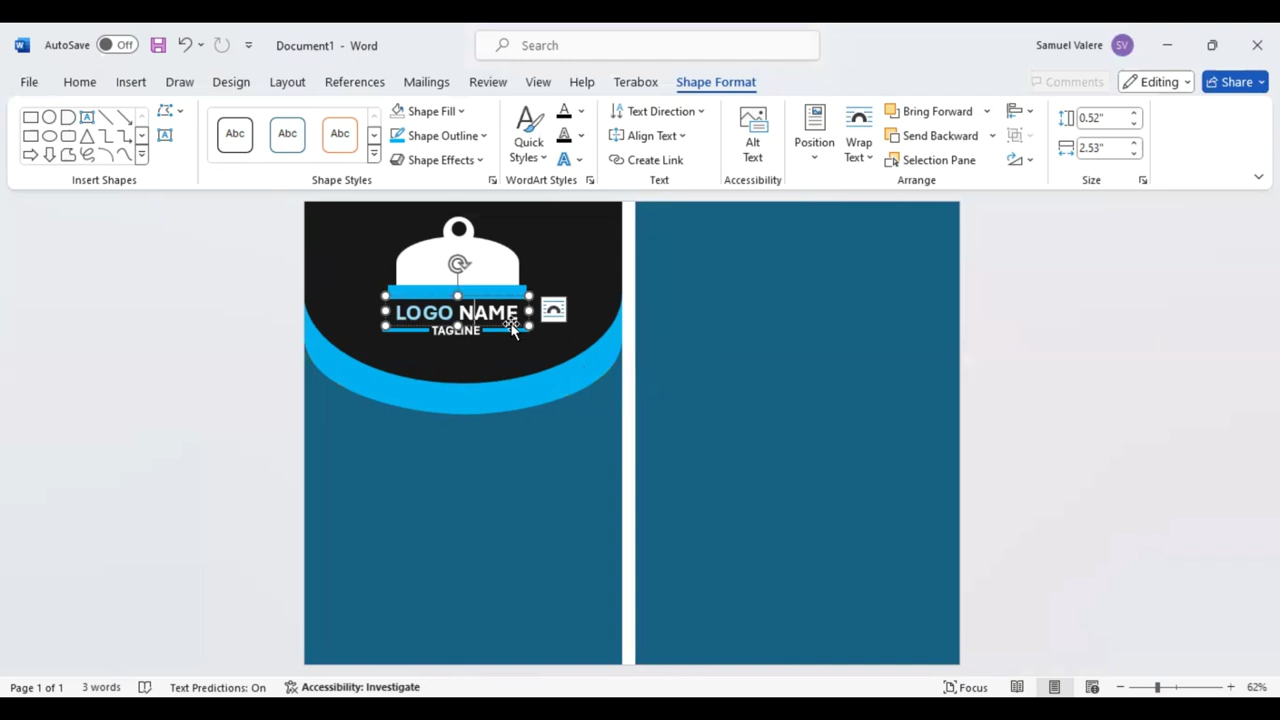 AutoSave Off Document1 - Word Search Samuel Valere SV
File Home Insert Draw Design Layout References Mailings Review View Help Terabox Shape Format Comments Editing Share
Abc Abc Abc
Shape Fill
Shape Outline
Shape Effects
Quick
Styles
A
A
A
Text Direction
Align Text
Create Link
Alt
Text
Position
Wrap
Text
Bring Forward
Send Backward
Selection Pane
0.52"
2.53"
Insert Shapes Shape Styles WordArt Styles Text Accessibility Arrange Size
LOGO NAME
TAGLINE
Page 1 of 1 3 words Text Predictions: On Accessibility: Investigate Focus 62%